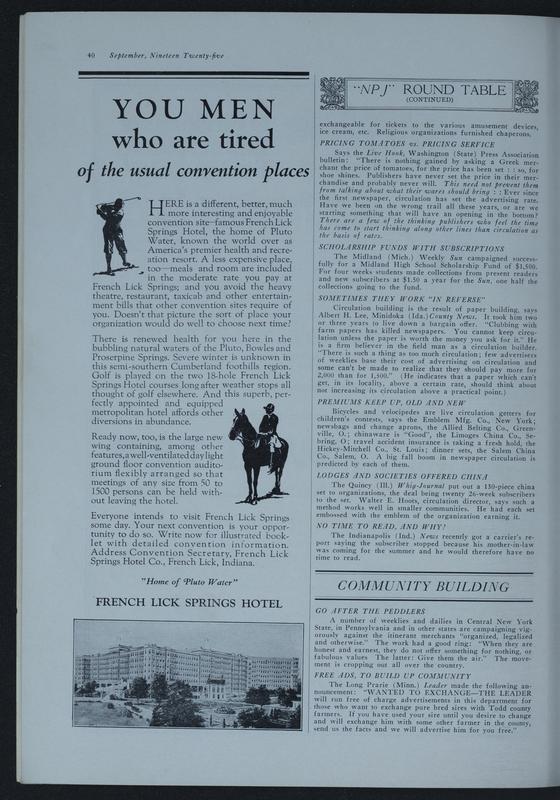 40 September, Nineteen Twenty-five
YOU MEN
who are tired
of the usual convention places
HERE is a different, better, much
more interesting and enjoyable
convention site—famous French Lick
Springs Hotel, the home of Pluto
Water, known the world over as
America's premier health and recre-
ation resort. A less expensive place,
too—meals and room are included
in the moderate rate you pay at
French Lick Springs; and you avoid the heavy
theatre, restaurant, taxicab and other entertain-
ment bills that other convention sites require of
you. Doesn't that picture the sort of place your
organization would do well to choose next time?
There is renewed health for you here in the
bubbling natural waters of the Pluto, Bowles and
Proserpine Springs. Severe winter is unknown in
this semi-southern Cumberland foothills region.
Golf is played on the two 18-hole French Lick
Springs Hotel courses long after weather stops all
thought of golf elsewhere. And this superb, per-
fectly appointed and equipped
metropolitan hotel affords other
diversions in abundance.
Ready now, too, is the large new
wing containing, among other
features, a well-ventilated daylight
ground floor convention audito-
rium flexibly arranged so that
meetings of any size from 50 to
1500 persons can be held with-
out leaving the hotel.
Everyone intends to visit French Lick Springs
some day. Your next convention is your oppor-
tunity to do so. Write now for illustrated book-
let with detailed convention information.
Address Convention Secretary, French Lick
Springs Hotel Co., French Lick, Indiana.
"Home of Pluto Water"
FRENCH LICK SPRINGS HOTEL
"NPJ" ROUND TABLE
(CONTINUED)
exchangeable for tickets to the various amusement devices,
ice cream, etc. Religious organizations furnished chaperons.
PRICING TOMATOES vs. PRICING SERVICE
Says the Live Hook, Washington (State) Press Association
bulletin: "There is nothing gained by asking a Greek mer-
chant the price of tomatoes, for the price has been set : : so, for
shoe shines. Publishers have never set the price in their mer-
chandise and probably never will. This need not prevent them
from talking about what their wares should bring : : Ever since
the first newspaper, circulation has set the advertising rate.
Have we been on the wrong trail all these years, or are we
starting something that will have an opening in the bottom?
There are a few of the thinking publishers who feel the time
has come to start thinking along other lines than circulation as
the basis of rates.
SCHOLARSHIP FUNDS WITH SUBSCRIPTIONS
The Midland (Mich.) Weekly Sun campaigned success-
fully for a Midland High School Scholarship Fund of $1,500.
For four weeks students made collections from present readers
and new subscribers at $1.50 a year for the Sun, one half the
collections going to the fund.
SOMETIMES THEY WORK "IN REVERSE"
Circulation building is the result of paper building, says
Albert H. Lee, Minidoka (Ida.) County News. It took him two
or three years to live down a bargain offer. "Clubbing with
farm papers has killed newspapers. You cannot keep circu-
lation unless the paper is worth the money you ask for it." He
is a firm believer in the field man as a circulation builder.
"There is such a thing as too much circulation; few advertisers
of weeklies base their cost of advertising on circulation and
some can't be made to realize that they should pay more for
2,000 than for 1,500." (He indicates that a paper which can't
get, in its locality, above a certain rate, should think about
not increasing its circulation above a practical point.)
PREMIUMS KEEP UP, OLD AND NEW
Bicycles and velocipedes are live circulation getters for
children's contests, says the Emblem Mfg. Co., New York;
newsbags and change aprons, the Allied Belting Co., Green-
ville, O.; chinaware is "Good", the Limoges China Co., Se-
bring, O; travel accident insurance is taking a fresh hold, the
Hickey-Mitchell Co., St. Louis; dinner sets, the Salem China
Co., Salem, O. A big fall boom in newspaper circulation is
predicted by each of them.
LODGES AND SOCIETIES OFFERED CHINA
The Quincy (Ill.) Whig-Journal put out a 130-piece china
set to organizations, the deal being twenty 26-week subscribers
to the set. Walter E. Hoots, circulation director, says such a
method works well in smaller communities. He had each set
embossed with the emblem of the organization earning it.
NO TIME TO READ, AND WHY?
The Indianapolis (Ind.) News recently got a carrier's re-
port saying the subscriber stopped because his mother-in-law
was coming for the summer and he would therefore have no
time to read.
COMMUNITY BUILDING
GO AFTER THE PEDDLERS
A number of weeklies and dailies in Central New York
State, in Pennsylvania and in other states are campaigning vig-
orously against the itinerant merchants "organized, legalized
and otherwise." The work had a good ring: "When they are
honest and earnest, they do not offer something for nothing, or
fabulous values The latter: Give them the air." The move-
ment is cropping out all over the country.
FREE ADS, TO BUILD UP COMMUNITY
The Long Prarie (Minn.) Leader made the following an-
nouncement: "WANTED TO EXCHANGE—THE LEADER
will run free of charge advertisements in this department for
those who want to exchange pure bred sires with Todd county
farmers. If you have used your sire until you desire to change
and will exchange him with some other farmer in the county,
send us the facts and we will advertise him for you free."